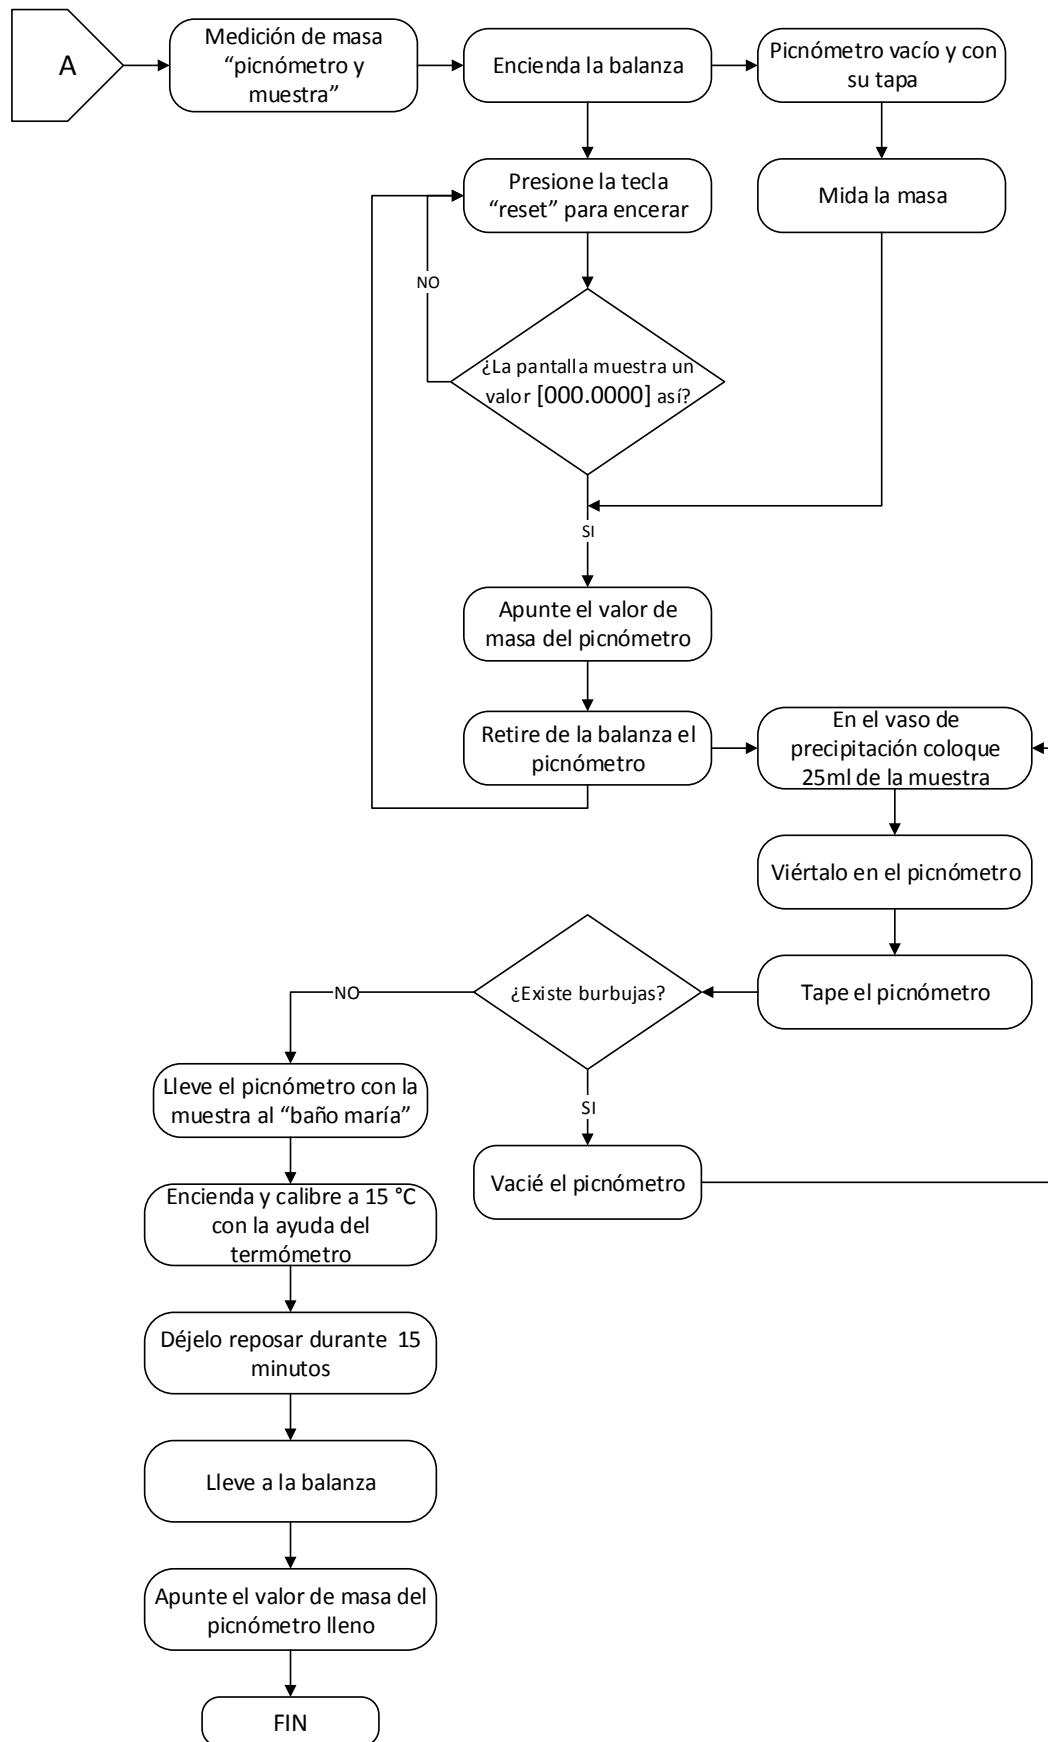 A
Medición de masa
“picnómetro y
muestra”
Encienda la balanza
Picnómetro vacío y con
su tapa
Presione la tecla
“reset” para encerar
Mida la masa
NO
¿La pantalla muestra un
valor [000.0000] así?
SI
Apunte el valor de
masa del picnómetro
Retire de la balanza el
picnómetro
En el vaso de
precipitación coloque
25ml de la muestra
Viértalo en el picnómetro
Tape el picnómetro
¿Existe burbujas?
NO
SI
Lleve el picnómetro con la
muestra al “baño maría”
Vacié el picnómetro
Encienda y calibre a 15 °C
con la ayuda del
termómetro
Déjelo reposar durante 15
minutos
Lleve a la balanza
Apunte el valor de masa del
picnómetro lleno
FIN